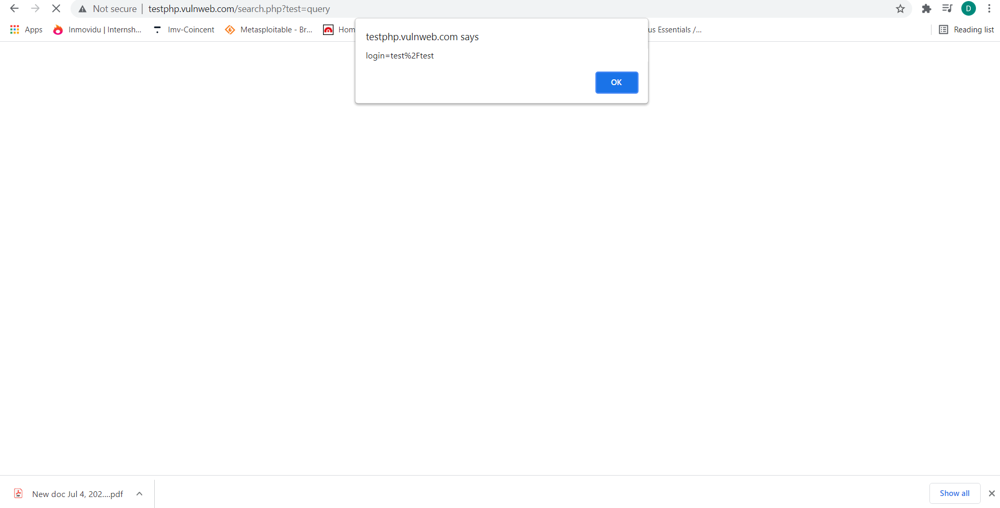 Not secure testphp.vulnweb.com/search.php?test=query
D
Apps Inmovidu | Internsh... Imv-Coincent Metasploitable - Br... Hom us Essentials /... Reading list
testphp.vulnweb.com says
login=test%2Ftest
OK
New doc Jul 4, 202....pdf
Show all